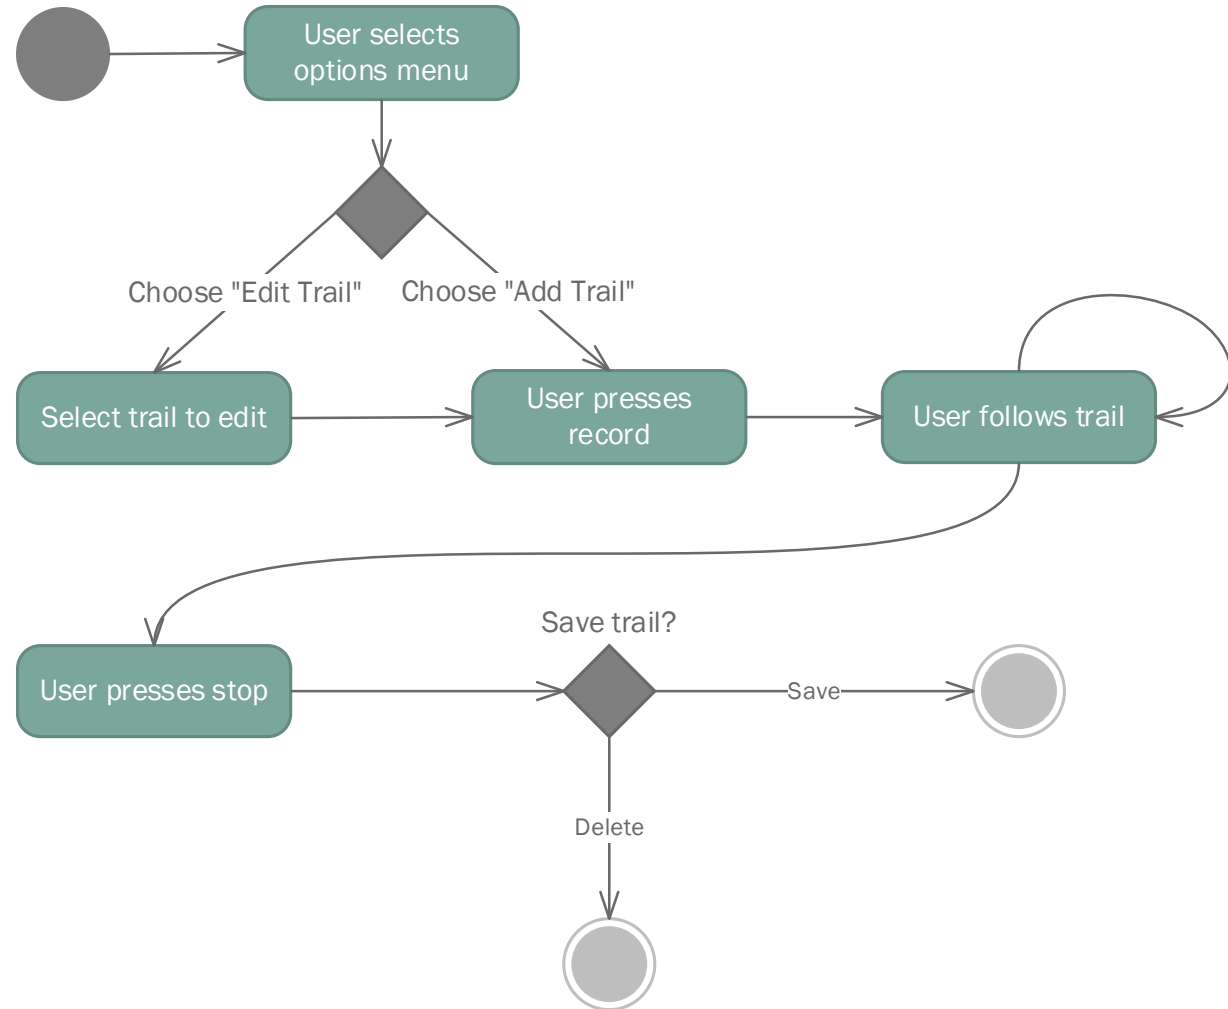 User selects
options menu
Choose "Edit Trail"
Choose "Add Trail"
Select trail to edit
User presses
record
User follows trail
Save trail?
User presses stop
Save
Delete